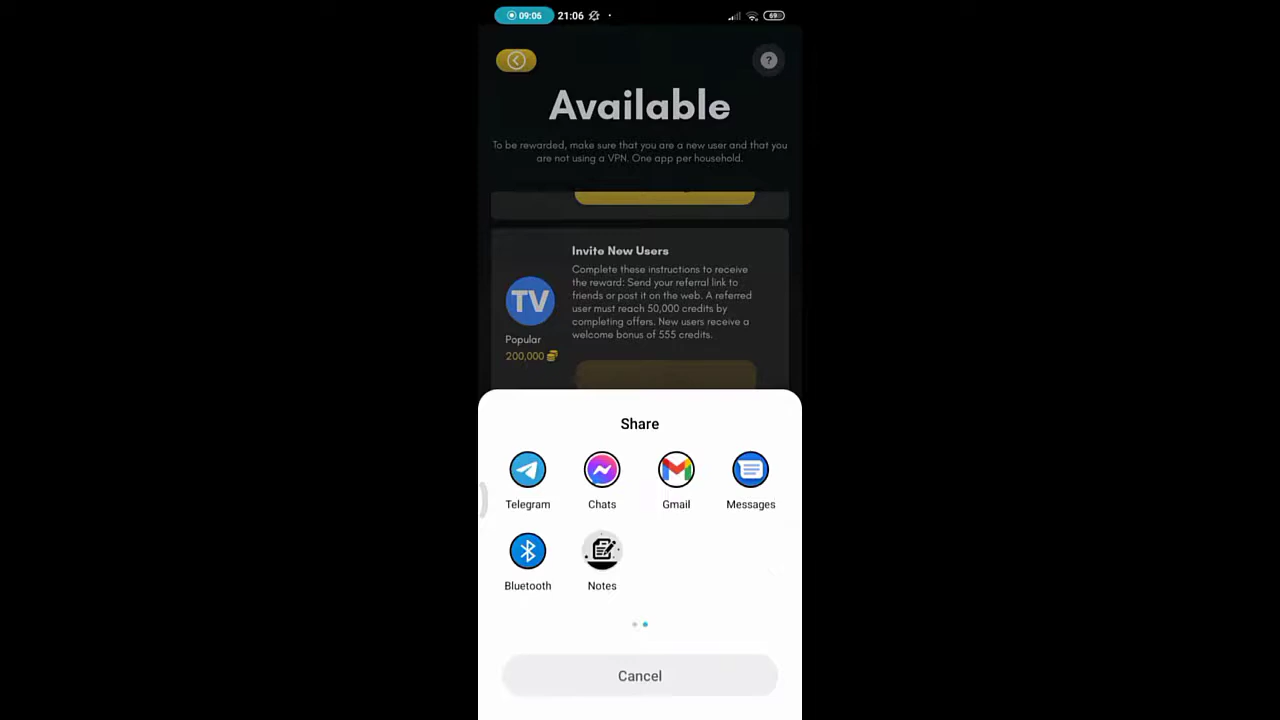 09:06 21:06 69
?
Available
To be rewarded, make sure that you are a new user and that you
are not using a VPN. One app per household.
Invite New Users
Complete these instructions to receive
the reward: Send your referral link to
friends or post it on the web. A referred
user must reach 50,000 credits by
completing offers. New users receive a
welcome bonus of 555 credits.
TV
Popular
200,000
Share
Telegram Chats Gmail Messages
Bluetooth Notes
Cancel